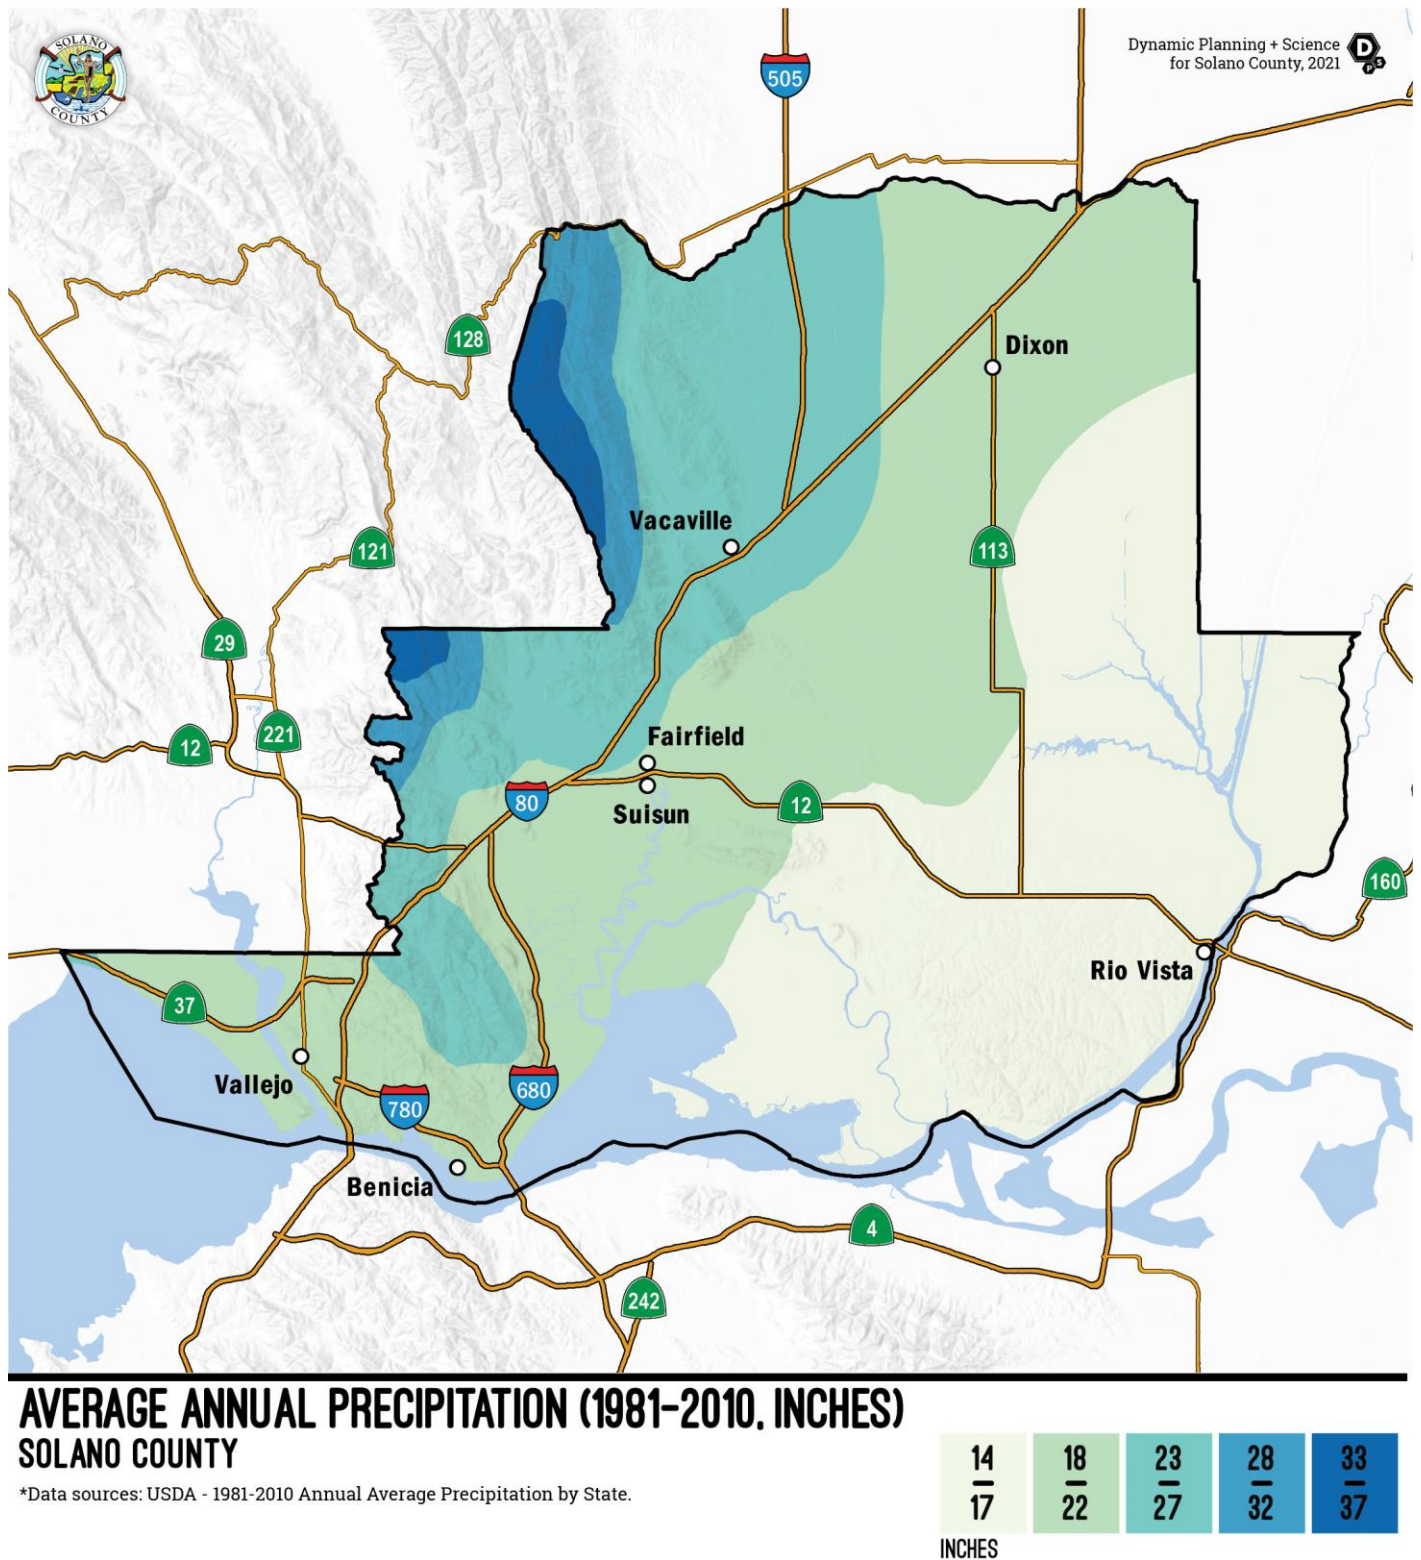 SOLANO
COUNTY
Dynamic Planning + Science
for Solano County, 2021
D
P S
505
128
Dixon
Vacaville
121
113
29
12
221
Fairfield
80
Suisun
12
160
Rio Vista
37
Vallejo
780
680
Benicia
4
242
AVERAGE ANNUAL PRECIPITATION (1981-2010, INCHES)
SOLANO COUNTY
*Data sources: USDA - 1981-2010 Annual Average Precipitation by State.
14 18 23 28 33
17 22 27 32 37
INCHES